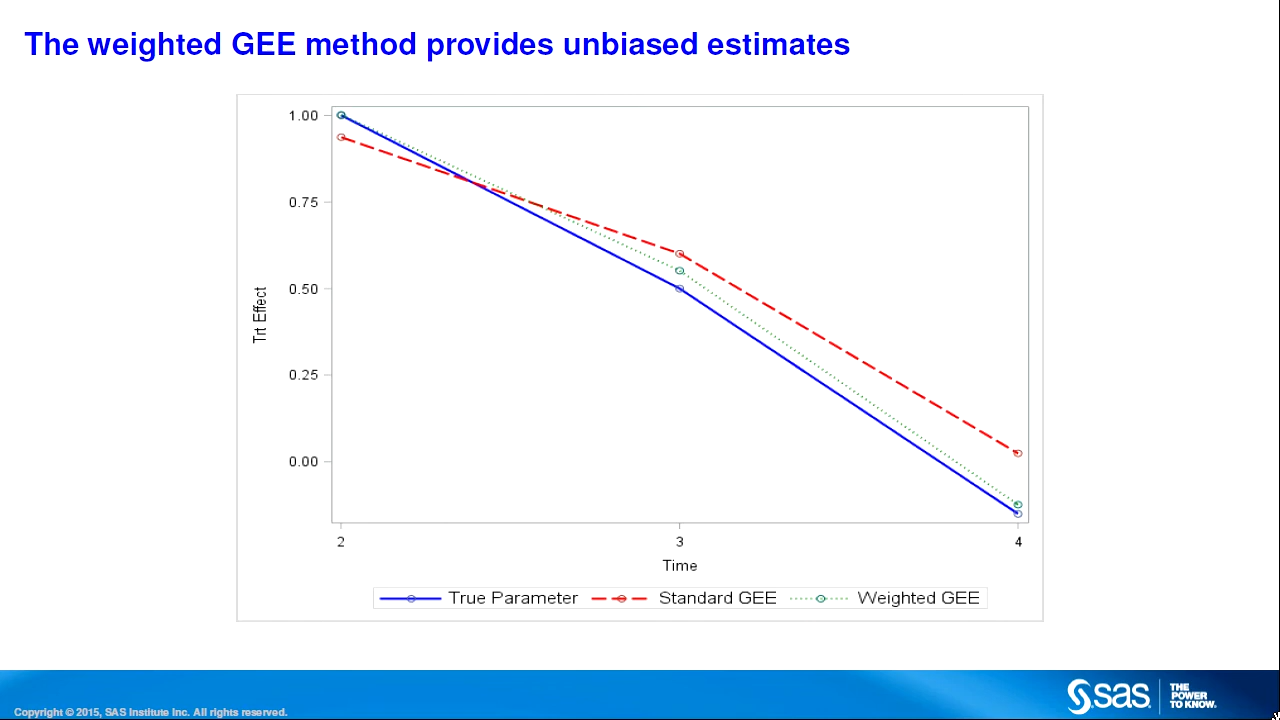 The weighted GEE method provides unbiased estimates
1.00
0.75
0.50
0.25
0.00
Trt Effect
2 3 4
Time
True Parameter Standard GEE Weighted GEE
Copyright © 2015, SAS Institute Inc. All rights reserved.
sas
THE
POWER
TO KNOW.